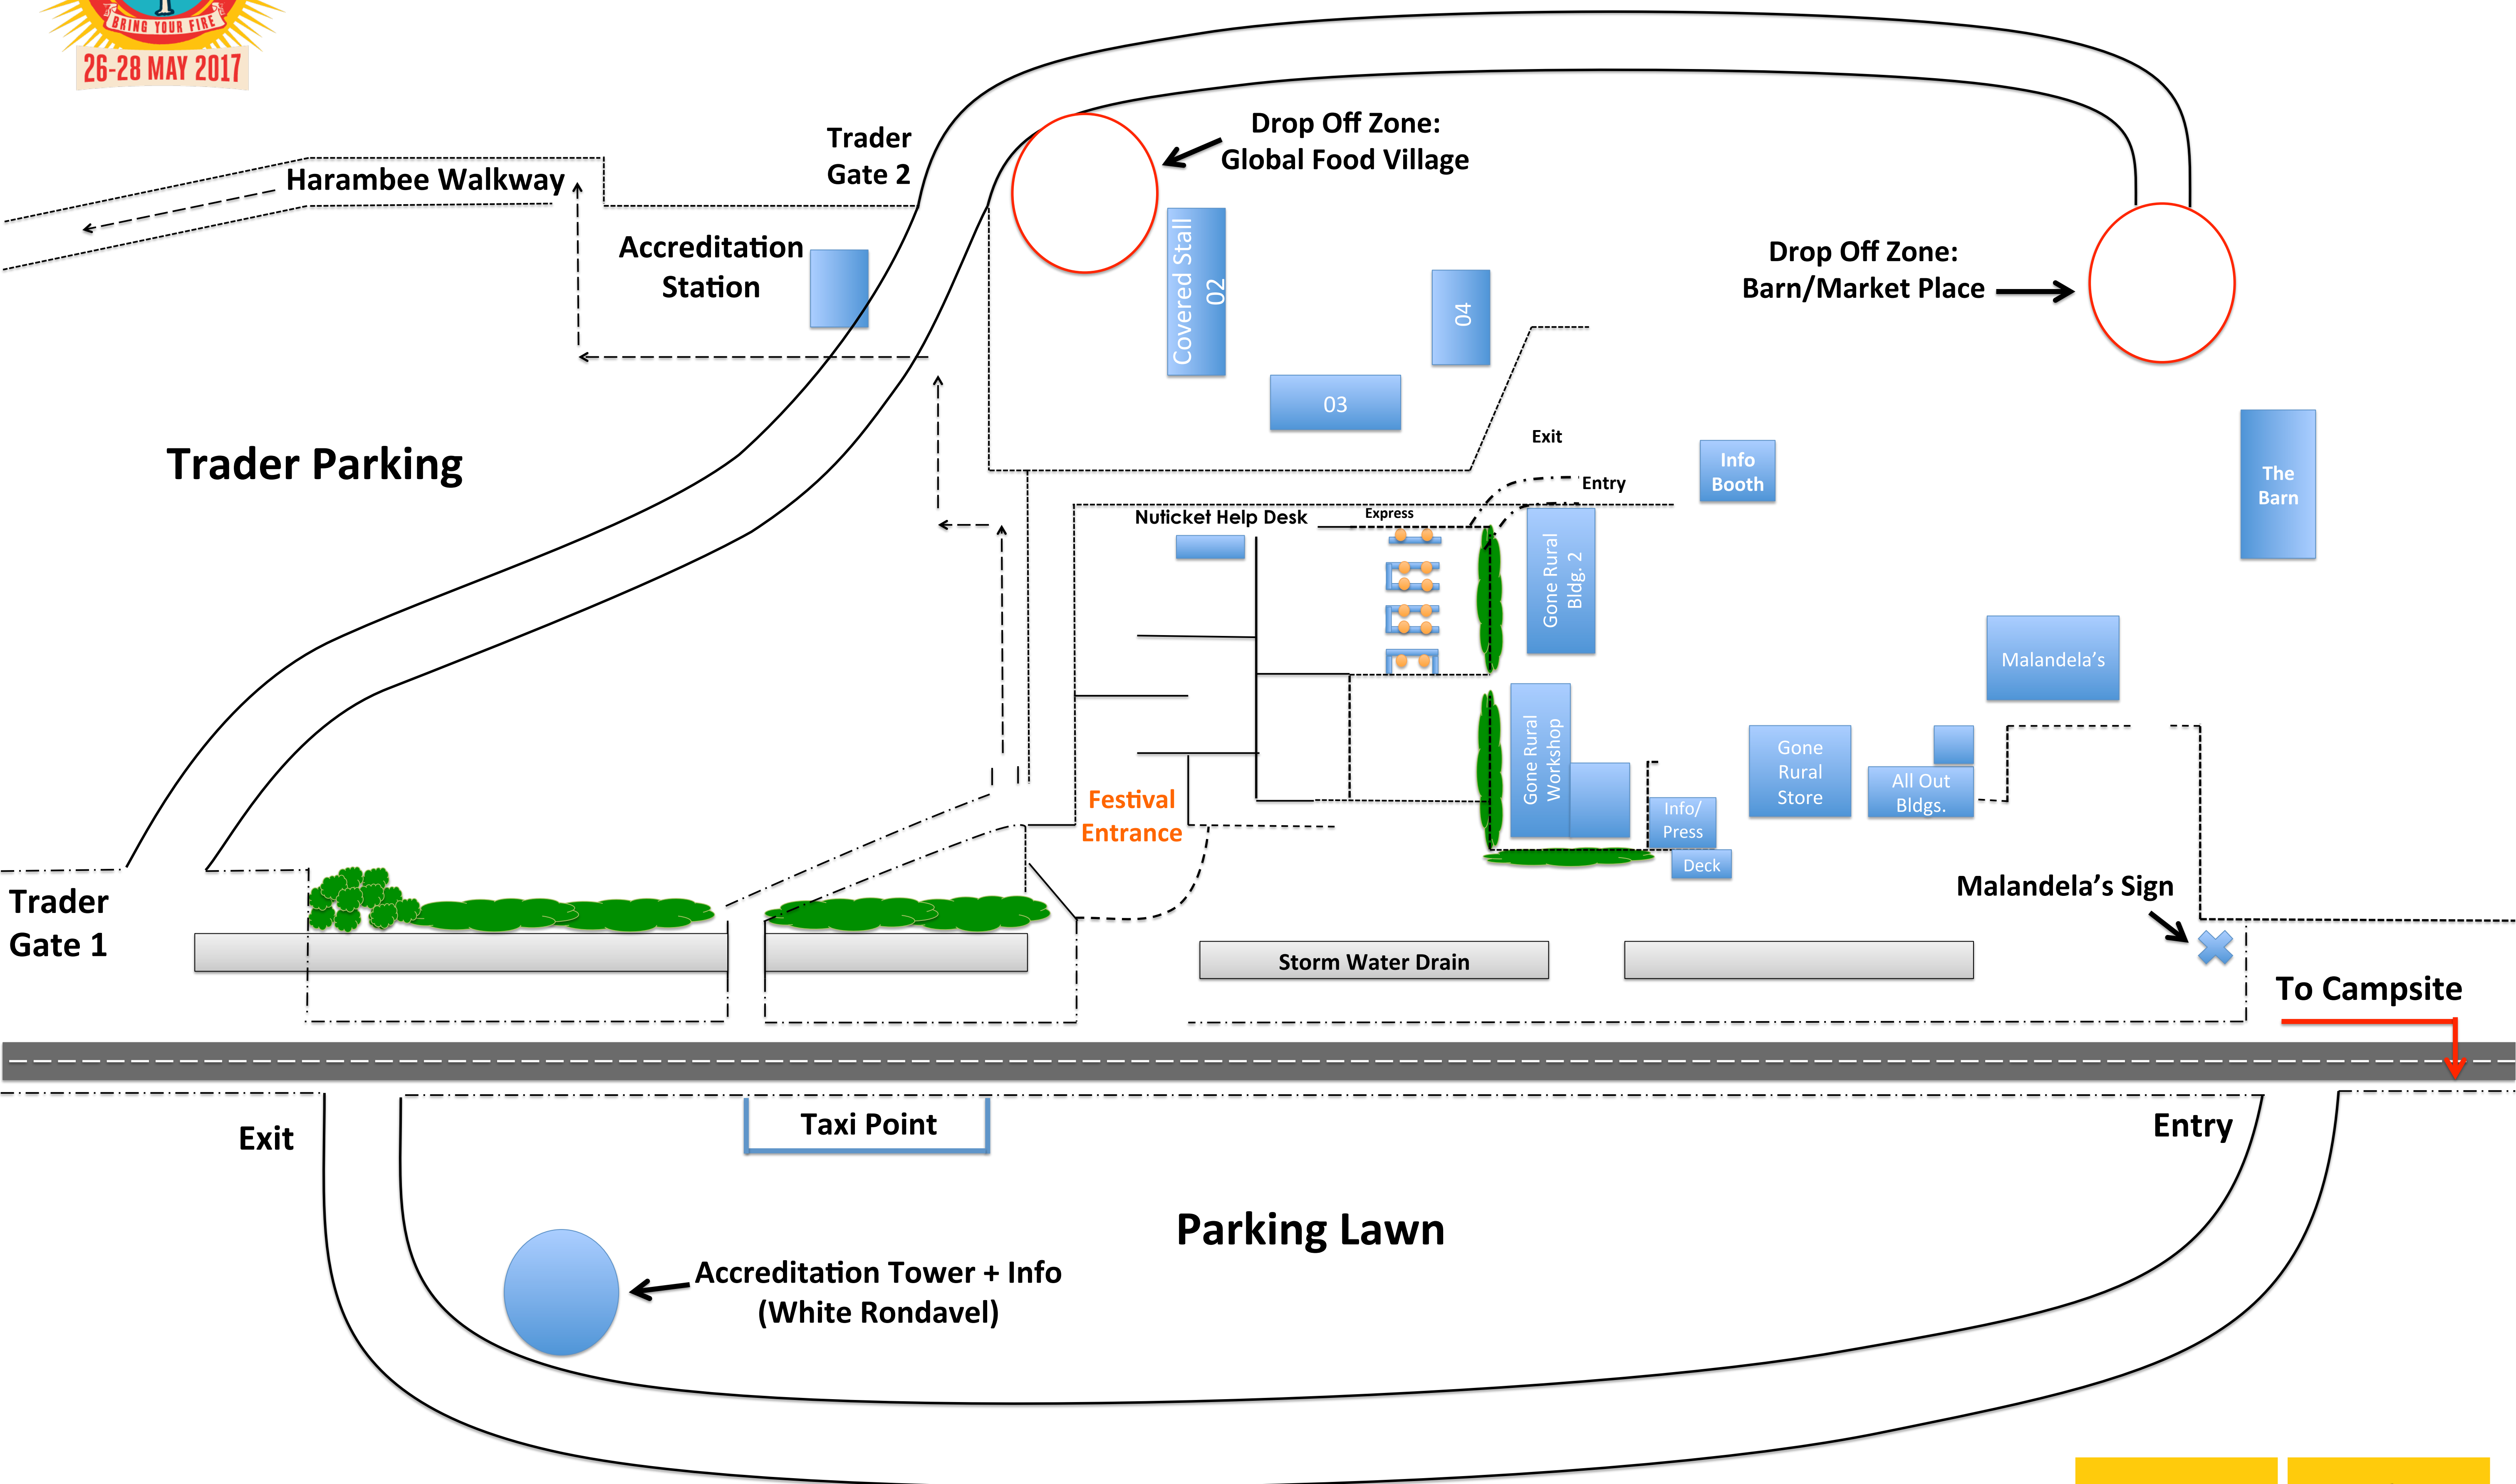 BRING YOUR FIRE
26-28 MAY 2017
Trader
Gate 2
Drop Off Zone:
Global Food Village
Harambee Walkway
Accreditation
Station
Covered Stall
02
04
03
Drop Off Zone:
Barn/Market Place
Trader Parking
Exit
Entry
Info
Booth
The
Barn
Nuticket Help Desk
Express
Gone Rural
Bldg. 2
Malandela's
Gone Rural
Workshop
Gone
Rural
Store
All Out
Bldgs.
Info/
Press
Deck
Festival
Entrance
Malandela's Sign
Trader
Gate 1
Storm Water Drain
To Campsite
Exit
Taxi Point
Entry
Parking Lawn
Accreditation Tower + Info
(White Rondavel)